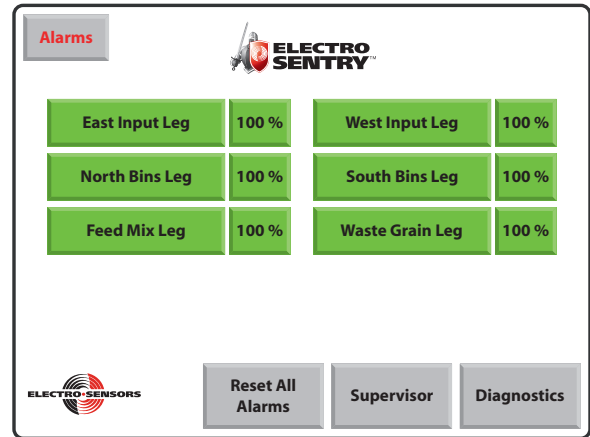 Alarms
ELECTRO
SENTRY™
East Input Leg 100 % West Input Leg 100 %
North Bins Leg 100 % South Bins Leg 100 %
Feed Mix Leg 100 % Waste Grain Leg 100 %
ELECTRO-SENSORS
Reset All
Alarms
Supervisor
Diagnostics